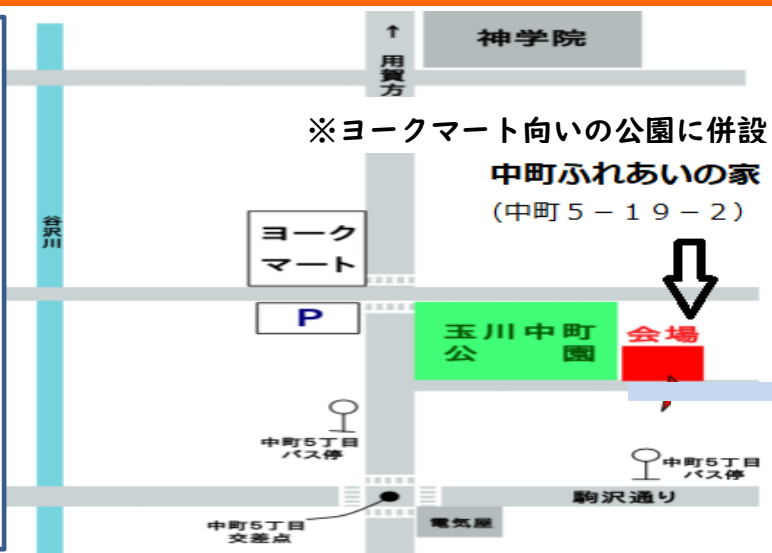 ↑
用賀方
神学院
※ヨークマート向いの公園に併設
中町ふれあいの家
(中町5-19-2)
谷沢川
ヨーク
マート
P
玉川中町
公 園
会場
中町5丁目
バス停
中町5丁目
バス停
駒沢通り
中町5丁目
交差点
電気屋